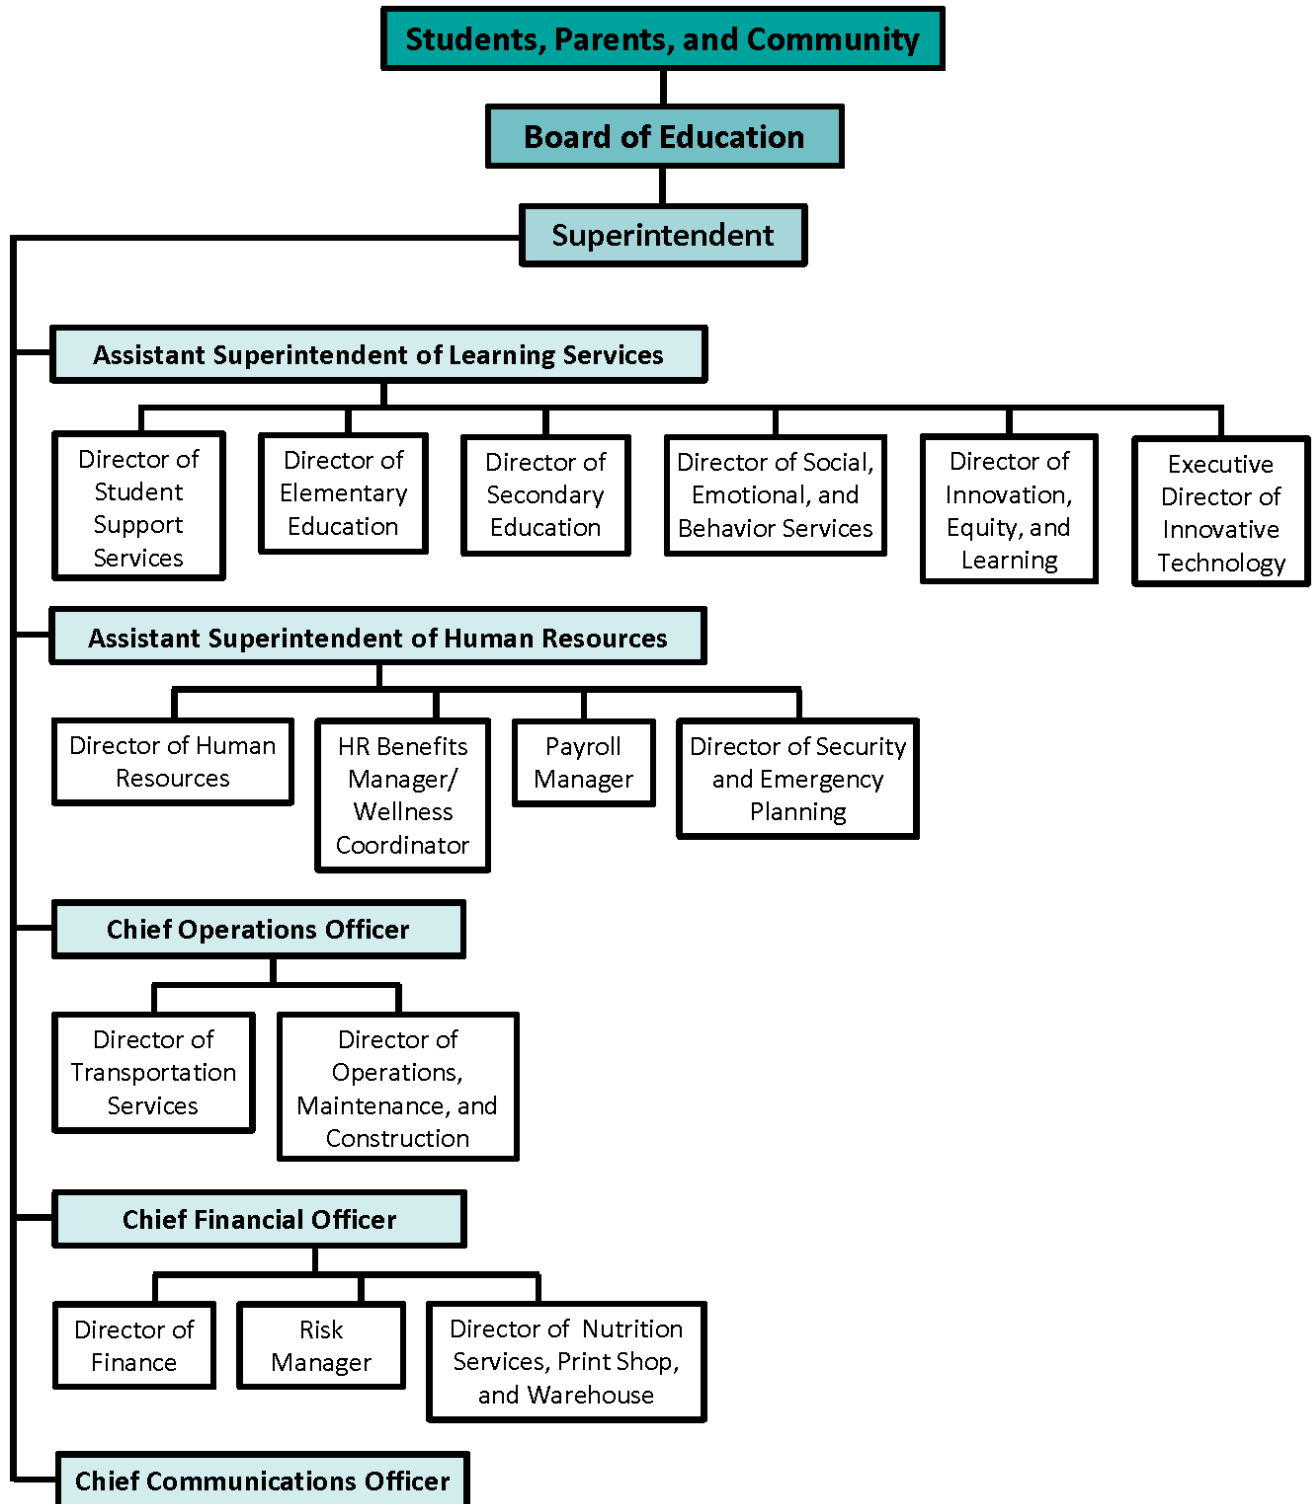 Students, Parents, and Community
Board of Education
Superintendent
Assistant Superintendent of Learning Services
Director of
Student
Support
Services
Director of
Elementary
Education
Director of
Secondary
Education
Director of Social,
Emotional, and
Behavior Services
Director of
Innovation,
Equity, and
Learning
Executive
Director of
Innovative
Technology
Assistant Superintendent of Human Resources
Director of Human
Resources
HR Benefits
Manager/
Wellness
Coordinator
Payroll
Manager
Director of Security
and Emergency
Planning
Chief Operations Officer
Director of
Transportation
Services
Director of
Operations,
Maintenance, and
Construction
Chief Financial Officer
Director of
Finance
Risk
Manager
Director of Nutrition
Services, Print Shop,
and Warehouse
Chief Communications Officer